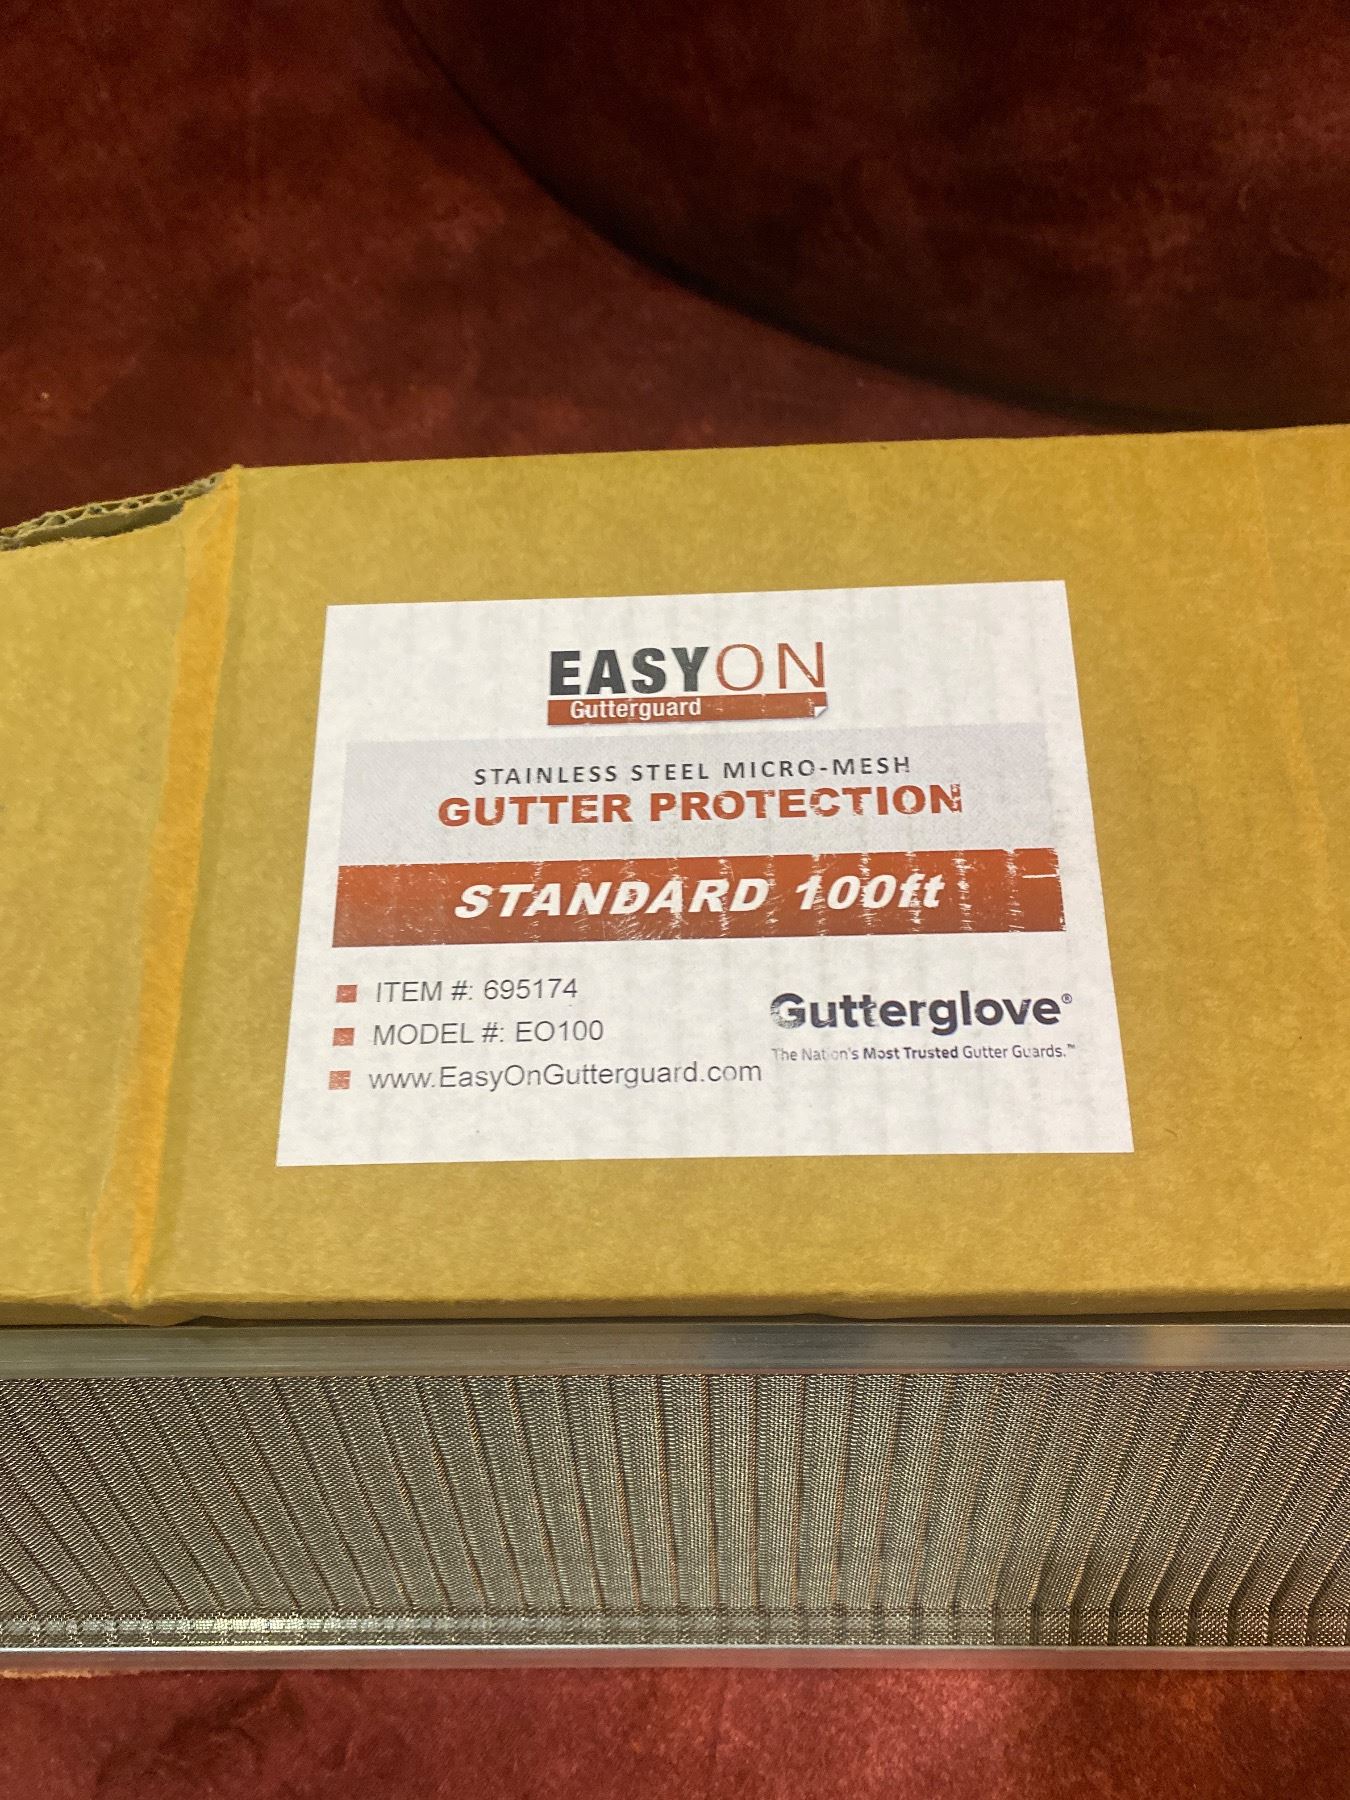 EASYON
Gutterguard
STAINLESS STEEL MICRO-MESH
GUTTER PROTECTION
STANDARD 100ft
ITEM #: 695174
MODEL #: EO100
www.EasyOnGutterguard.com
Gutterglove®
The Nation's Most Trusted Gutter Guards.™